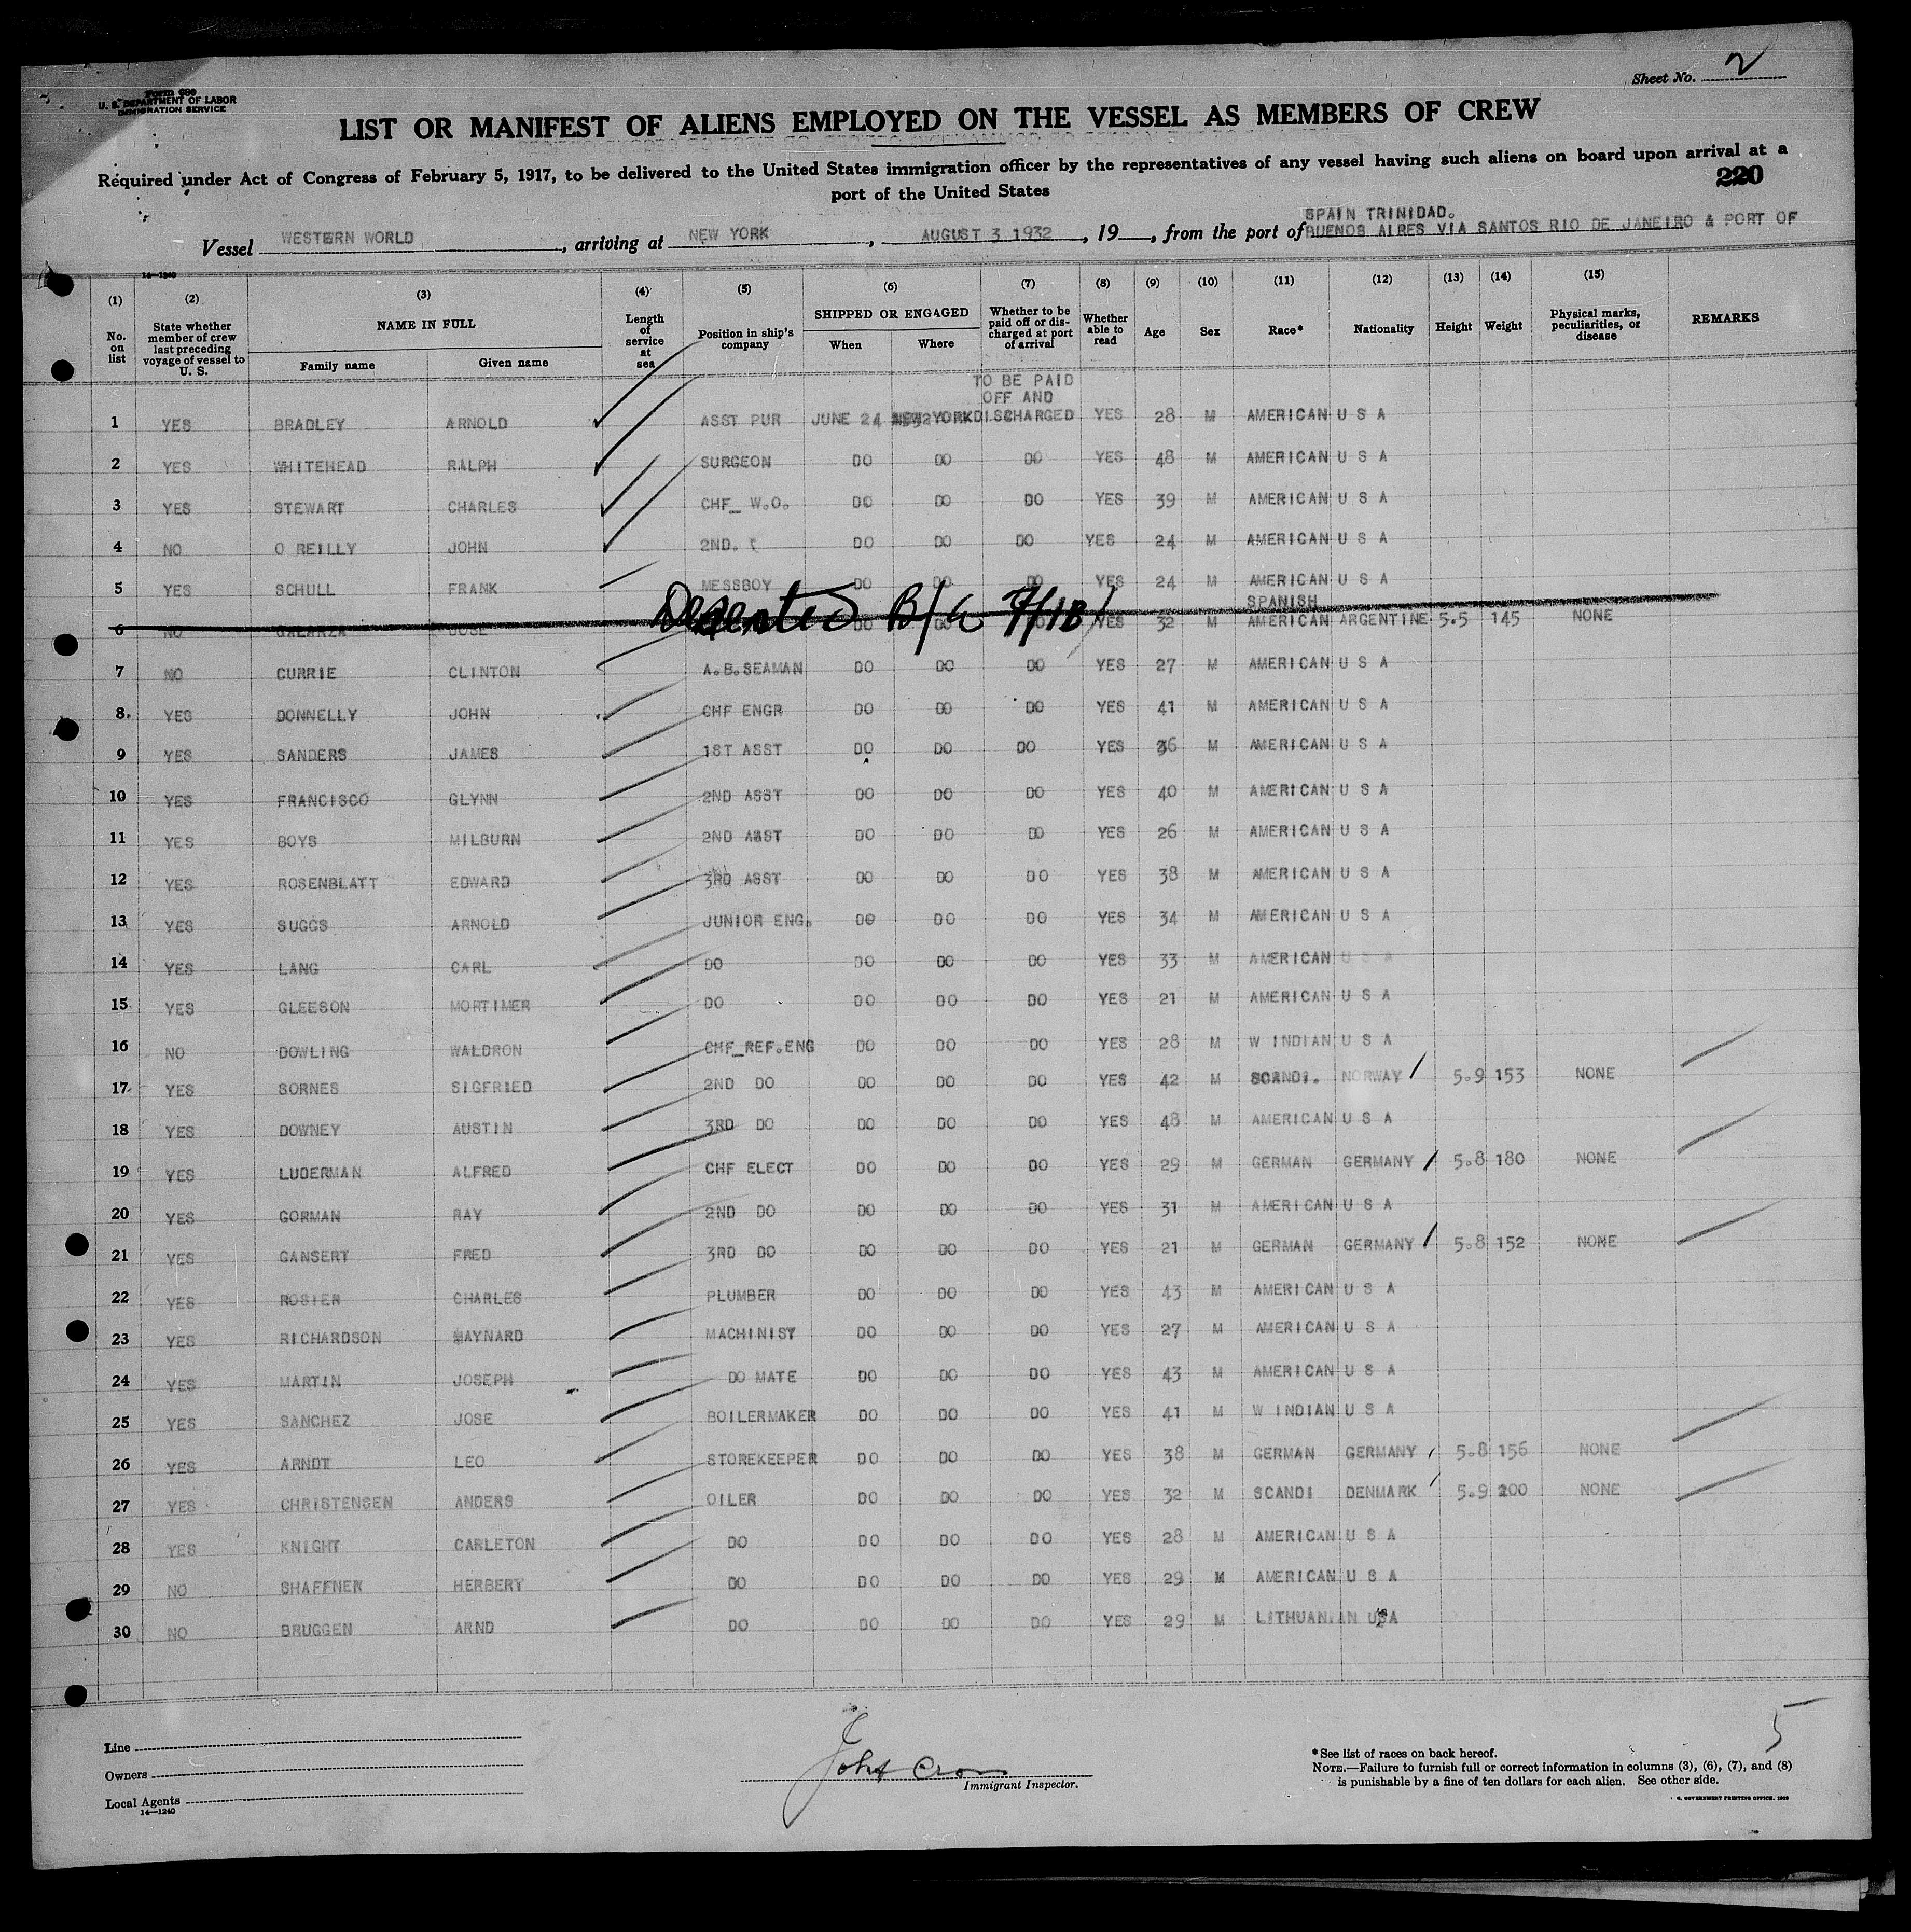 Sheet No. 2
Form 680
U. S. DEPARTMENT OF LABOR
IMMIGRATION SERVICE
LIST OR MANIFEST OF ALIENS EMPLOYED ON THE VESSEL AS MEMBERS OF CREW
Required under Act of Congress of February 5, 1917, to be delivered to the United States immigration officer by the representatives of any vessel having such aliens on board upon arrival at a
port of the United States
220
SPAIN TRINIDAD.
Vessel WESTERN WORLD, arriving at NEW YORK, AUGUST 3 1932, 19, from the port of BUENOS AIRES VIA SANTOS RIO DE JANEIRO & PORT OF
14—1240
(1) (2) (3) (4) (5) (6) (7) (8) (9) (10) (11) (12) (13) (14) (15)
No. on list State whether member of crew last preceding voyage of vessel to U. S. NAME IN FULL Family name Given name Length of service at sea Position in ship's company SHIPPED OR ENGAGED When Where Whether to be paid off or discharged at port of arrival Whether able to read Age Sex Race* Nationality Height Weight Physical marks, peculiarities, or disease REMARKS
TO BE PAID
OFF AND
1 YES BRADLEY ARNOLD ASST PUR JUNE 24 NEW YORK DISCHARGED YES 28 M AMERICAN U S A
2 YES WHITEHEAD RALPH SURGEON DO DO DO YES 48 M AMERICAN U S A
3 YES STEWART CHARLES CHF_ W.O. DO DO DO YES 39 M AMERICAN U S A
4 NO O REILLY JOHN 2ND. DO DO DO YES 24 M AMERICAN U S A
5 YES SCHULL FRANK MESSBOY DO DO DO YES 24 M AMERICAN U S A
SPANISH
6 NO GALARZA JOSE Deserted B/A 7/18 DO DO YES 32 M AMERICAN ARGENTINE 5.5 145 NONE
7 NO CURRIE CLINTON A.B.SEAMAN DO DO DO YES 27 M AMERICAN U S A
8. YES DONNELLY JOHN CHF ENGR DO DO DO YES 41 M AMERICAN U S A
9 YES SANDERS JAMES 1ST ASST DO DO DO YES 36 M AMERICAN U S A
10 YES FRANCISCO GLYNN 2ND ASST DO DO DO YES 40 M AMERICAN U S A
11 YES BOYS MILBURN 2ND ASST DO DO DO YES 26 M AMERICAN U S A
12 YES ROSENBLATT EDWARD 3RD ASST DO DO DO YES 38 M AMERICAN U S A
13 YES SUGGS ARNOLD JUNIOR ENG. DO DO DO YES 34 M AMERICAN U S A
14 YES LANG CARL DO DO DO DO YES 33 M AMERICAN U S A
15 YES GLEESON MORTIMER DO DO DO DO YES 21 M AMERICAN U S A
16 NO DOWLING WALDRON CHF_REF.ENG DO DO DO YES 28 M W INDIAN U S A
17 YES SORNES SIGFRIED 2ND DO DO DO DO YES 42 M SCANDI. NORWAY 5.9 153 NONE
18 YES DOWNEY AUSTIN 3RD DO DO DO DO YES 48 M AMERICAN U S A
19 YES LUDERMAN ALFRED CHF ELECT DO DO DO YES 29 M GERMAN GERMANY 5.8 180 NONE
20 YES GORMAN RAY 2ND DO DO DO DO YES 31 M AMERICAN U S A
21 YES GANSERT FRED 3RD DO DO DO DO YES 21 M GERMAN GERMANY 5.8 152 NONE
22 YES ROSIER CHARLES PLUMBER DO DO DO YES 43 M AMERICAN U S A
23 YES RICHARDSON MAYNARD MACHINIST DO DO DO YES 27 M AMERICAN U S A
24 YES MARTIN JOSEPH DO MATE DO DO DO YES 43 M AMERICAN U S A
25 YES SANCHEZ JOSE BOILERMAKER DO DO DO YES 41 M W INDIAN U S A
26 YES ARNDT LEO STOREKEEPER DO DO DO YES 38 M GERMAN GERMANY 5.8 156 NONE
27 YES CHRISTENSEN ANDERS OILER DO DO DO YES 32 M SCANDI DENMARK 5.9 200 NONE
28 YES KNIGHT CARLETON DO DO DO DO YES 28 M AMERICAN U S A
29 NO SHAFFNER HERBERT DO DO DO DO YES 29 M AMERICAN U S A
30 NO BRUGGEN ARND DO DO DO DO YES 29 M LITHUANIAN USA
5
Line
Owners
Local Agents
14—1240
John
Immigrant Inspector.
*See list of races on back hereof.
NOTE.—Failure to furnish full or correct information in columns (3), (6), (7), and (8)
is punishable by a fine of ten dollars for each alien. See other side.
GOVERNMENT PRINTING OFFICE